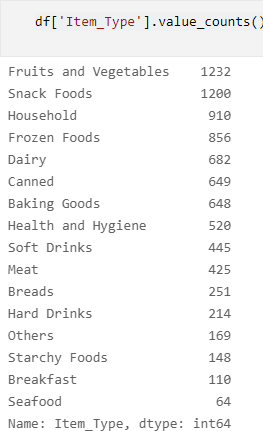 df['Item_Type'].value_counts()
Fruits and Vegetables    1232
Snack Foods              1200
Household                 910
Frozen Foods              856
Dairy                     682
Canned                    649
Baking Goods              648
Health and Hygiene        520
Soft Drinks               445
Meat                      425
Breads                    251
Hard Drinks               214
Others                    169
Starchy Foods             148
Breakfast                 110
Seafood                    64
Name: Item_Type, dtype: int64